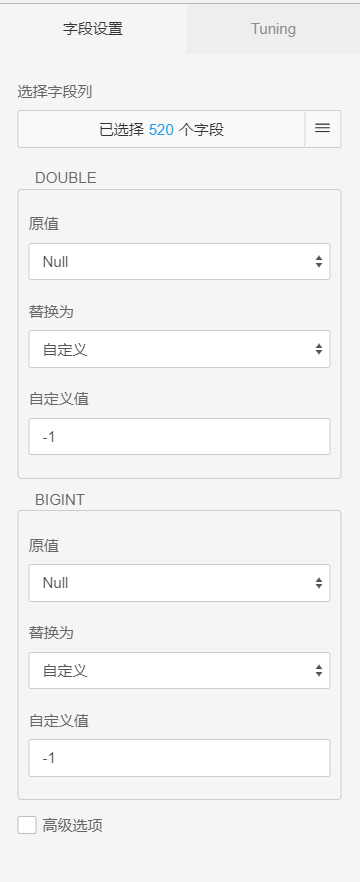 字段设置 Tuning
选择字段列
已选择 520 个字段
DOUBLE
原值
Null
替换为
自定义
自定义值
-1
BIGINT
原值
Null
替换为
自定义
自定义值
-1
高级选项